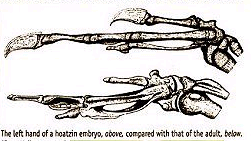 The left hand of a hoatzin embryo, above, compared with that of the adult, below.